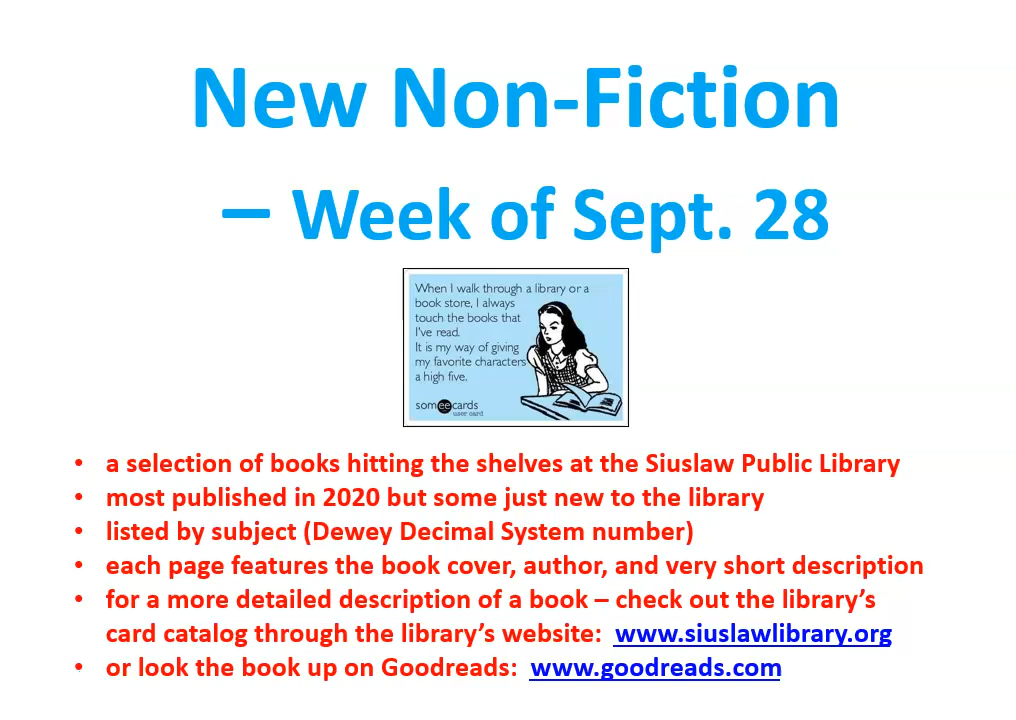 New Non-Fiction
– Week of Sept. 28
When I walk through a library or a
book store, I always
touch the books that
I've read.
It is my way of giving
my favorite characters
a high five.
someecards
user card
• a selection of books hitting the shelves at the Siuslaw Public Library
• most published in 2020 but some just new to the library
• listed by subject (Dewey Decimal System number)
• each page features the book cover, author, and very short description
• for a more detailed description of a book – check out the library’s
card catalog through the library’s website: www.siuslawlibrary.org
• or look the book up on Goodreads: www.goodreads.com